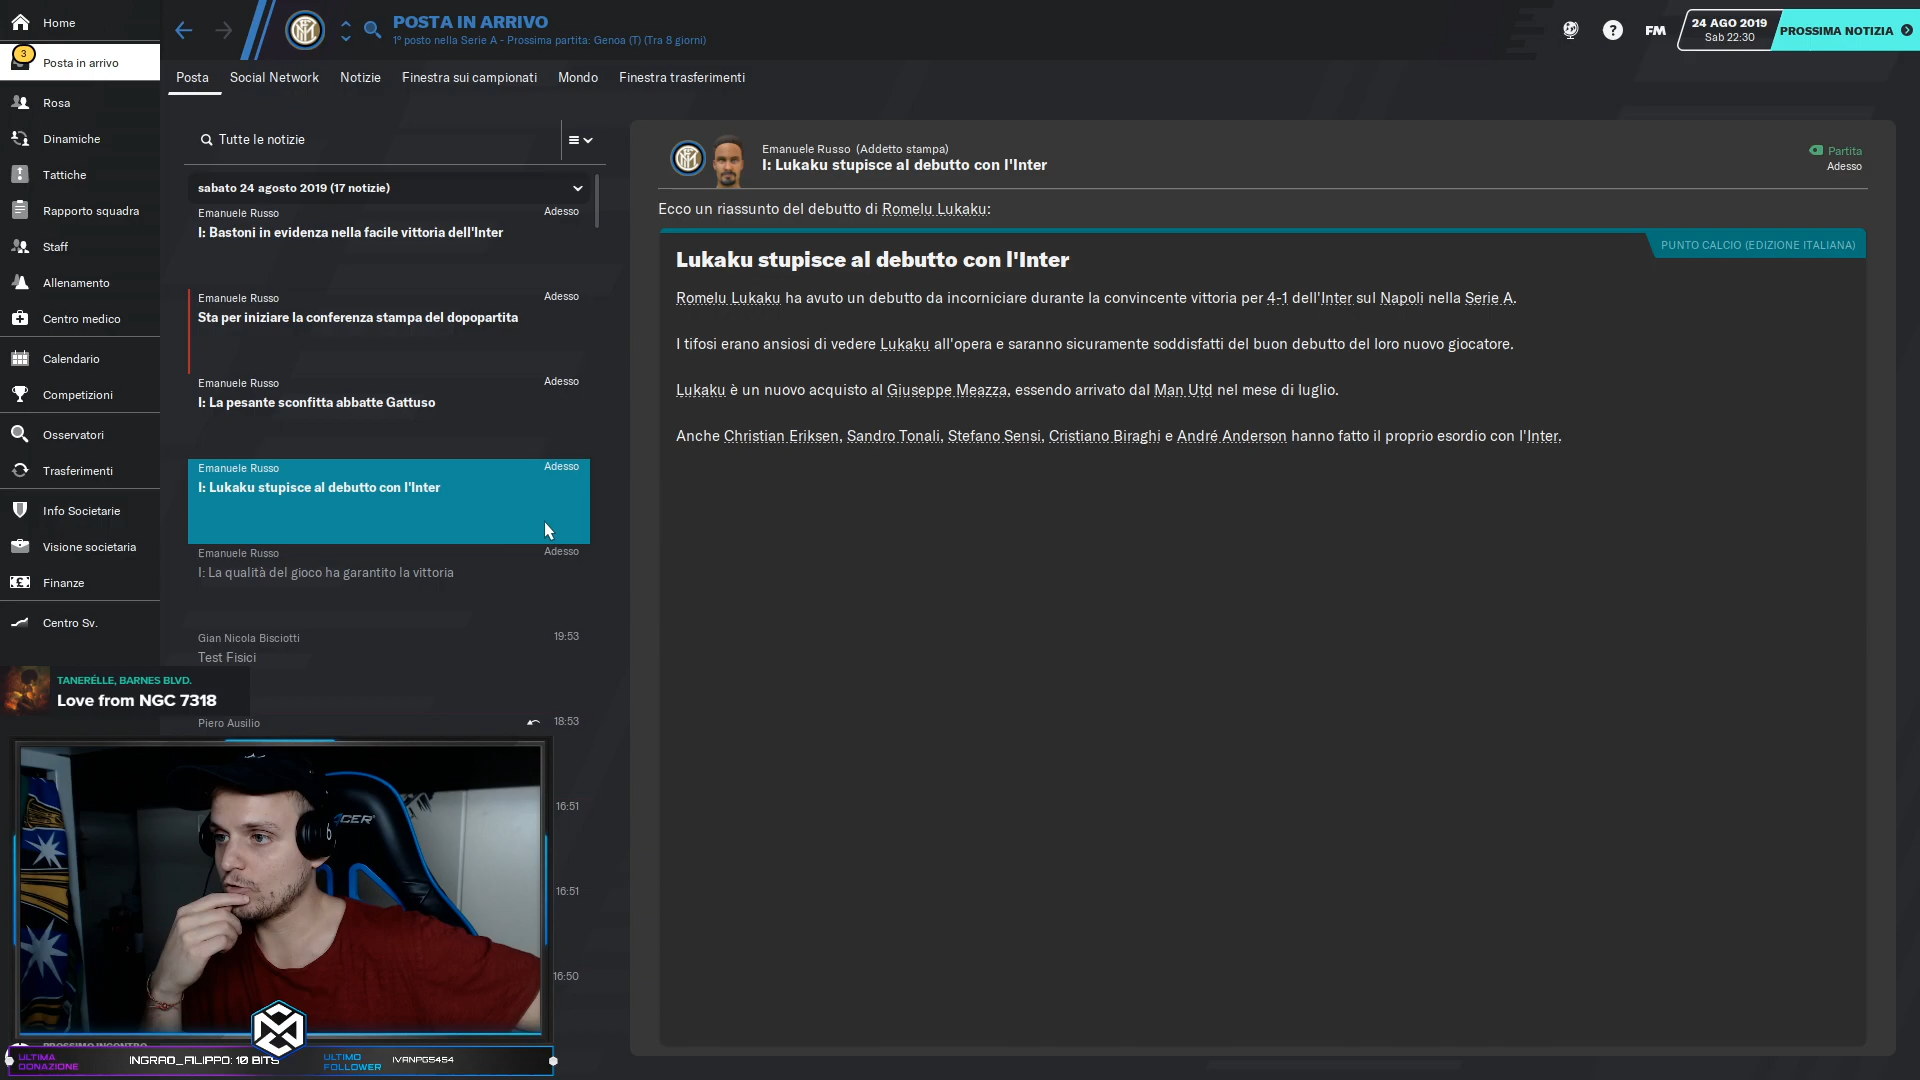 Home
3
Posta in arrivo
Rosa
Dinamiche
Tattiche
Rapporto squadra
Staff
Allenamento
Centro medico
Calendario
Competizioni
Osservatori
Trasferimenti
Info Societarie
Visione societaria
Finanze
Centro Sv.
POSTA IN ARRIVO
1° posto nella Serie A - Prossima partita: Genoa (T) (Tra 8 giorni)
FM
24 AGO 2019
Sab 22:30
PROSSIMA NOTIZIA
Posta Social Network Notizie Finestra sui campionati Mondo Finestra trasferimenti
Tutte le notizie
sabato 24 agosto 2019 (17 notizie)
Emanuele Russo Adesso
I: Bastoni in evidenza nella facile vittoria dell'Inter
Emanuele Russo Adesso
Sta per iniziare la conferenza stampa del dopopartita
Emanuele Russo Adesso
I: La pesante sconfitta abbatte Gattuso
Emanuele Russo Adesso
I: Lukaku stupisce al debutto con l'Inter
Emanuele Russo Adesso
I: La qualità del gioco ha garantito la vittoria
Gian Nicola Bisciotti 19:53
Test Fisici
Piero Ausilio 18:53
16:51
16:51
16:50
Emanuele Russo (Addetto stampa)
I: Lukaku stupisce al debutto con l'Inter
Partita
Adesso
Ecco un riassunto del debutto di Romelu Lukaku:
PUNTO CALCIO (EDIZIONE ITALIANA)
Lukaku stupisce al debutto con l'Inter
Romelu Lukaku ha avuto un debutto da incorniciare durante la convincente vittoria per 4-1 dell'Inter sul Napoli nella Serie A.
I tifosi erano ansiosi di vedere Lukaku all'opera e saranno sicuramente soddisfatti del buon debutto del loro nuovo giocatore.
Lukaku è un nuovo acquisto al Giuseppe Meazza, essendo arrivato dal Man Utd nel mese di luglio.
Anche Christian Eriksen, Sandro Tonali, Stefano Sensi, Cristiano Biraghi e André Anderson hanno fatto il proprio esordio con l'Inter.
TANERÉLLE, BARNES BLVD.
Love from NGC 7318
ACER
ULTIMA DONAZIONE
INGRAO_FILIPPO: 10 BITS
ULTIMO FOLLOWER
IVANPG5454